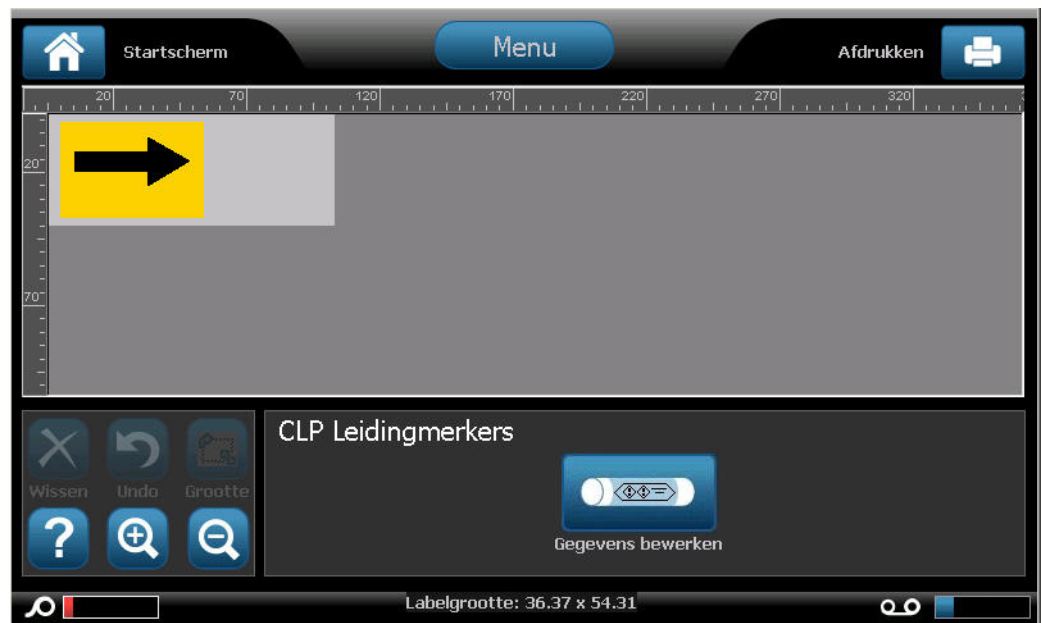 Startscherm
Menu
Afdrukken
20 70 120 170 220 270 320
20
70
CLP Leidingmerkers
Wissen Undo Grootte
?
Gegevens bewerken
Labelgrootte: 36.37 x 54.31